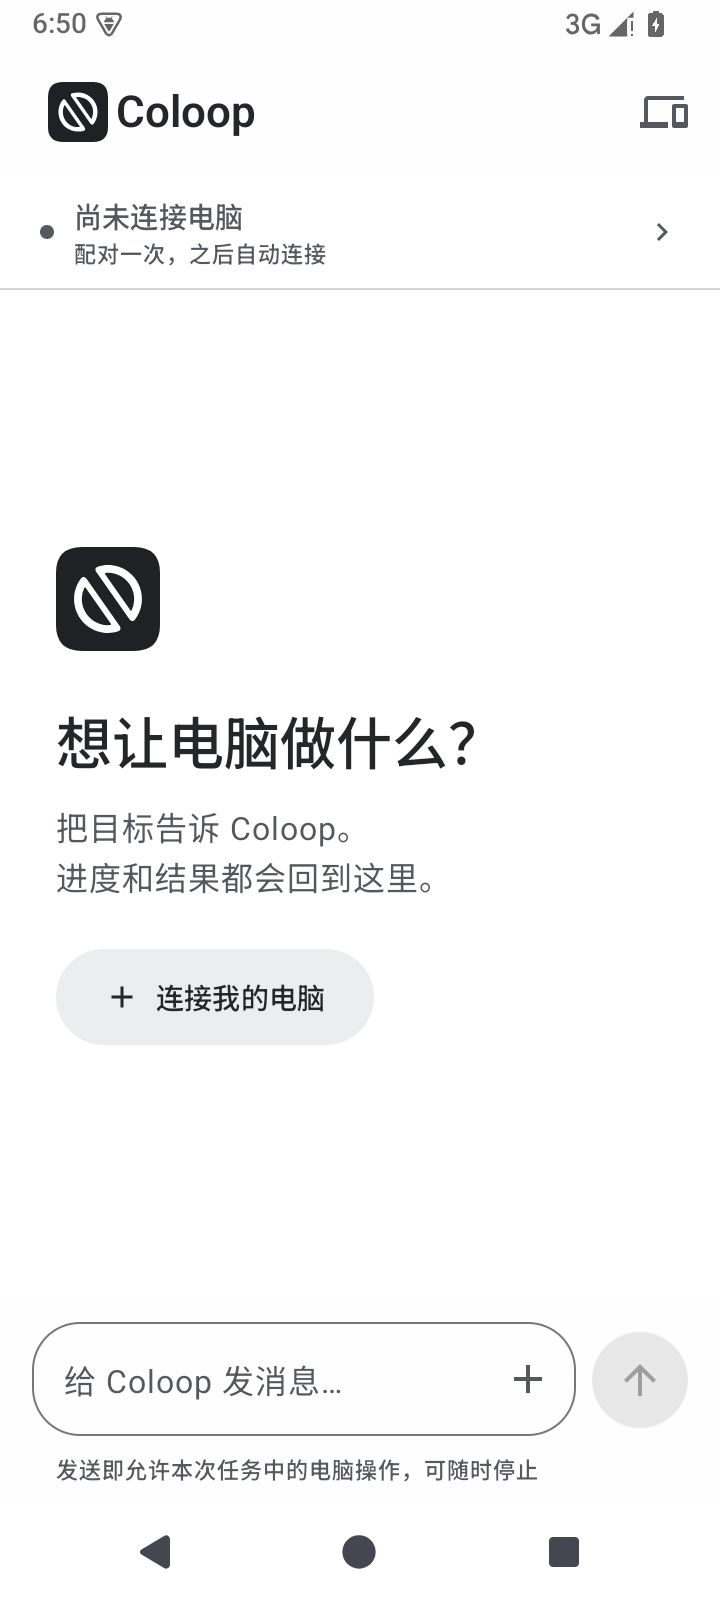 6:50
3G
Coloop
尚未连接电脑
配对一次，之后自动连接
想让电脑做什么？
把目标告诉 Coloop。
进度和结果都会回到这里。
连接我的电脑
给 Coloop 发消息…
发送即允许本次任务中的电脑操作，可随时停止